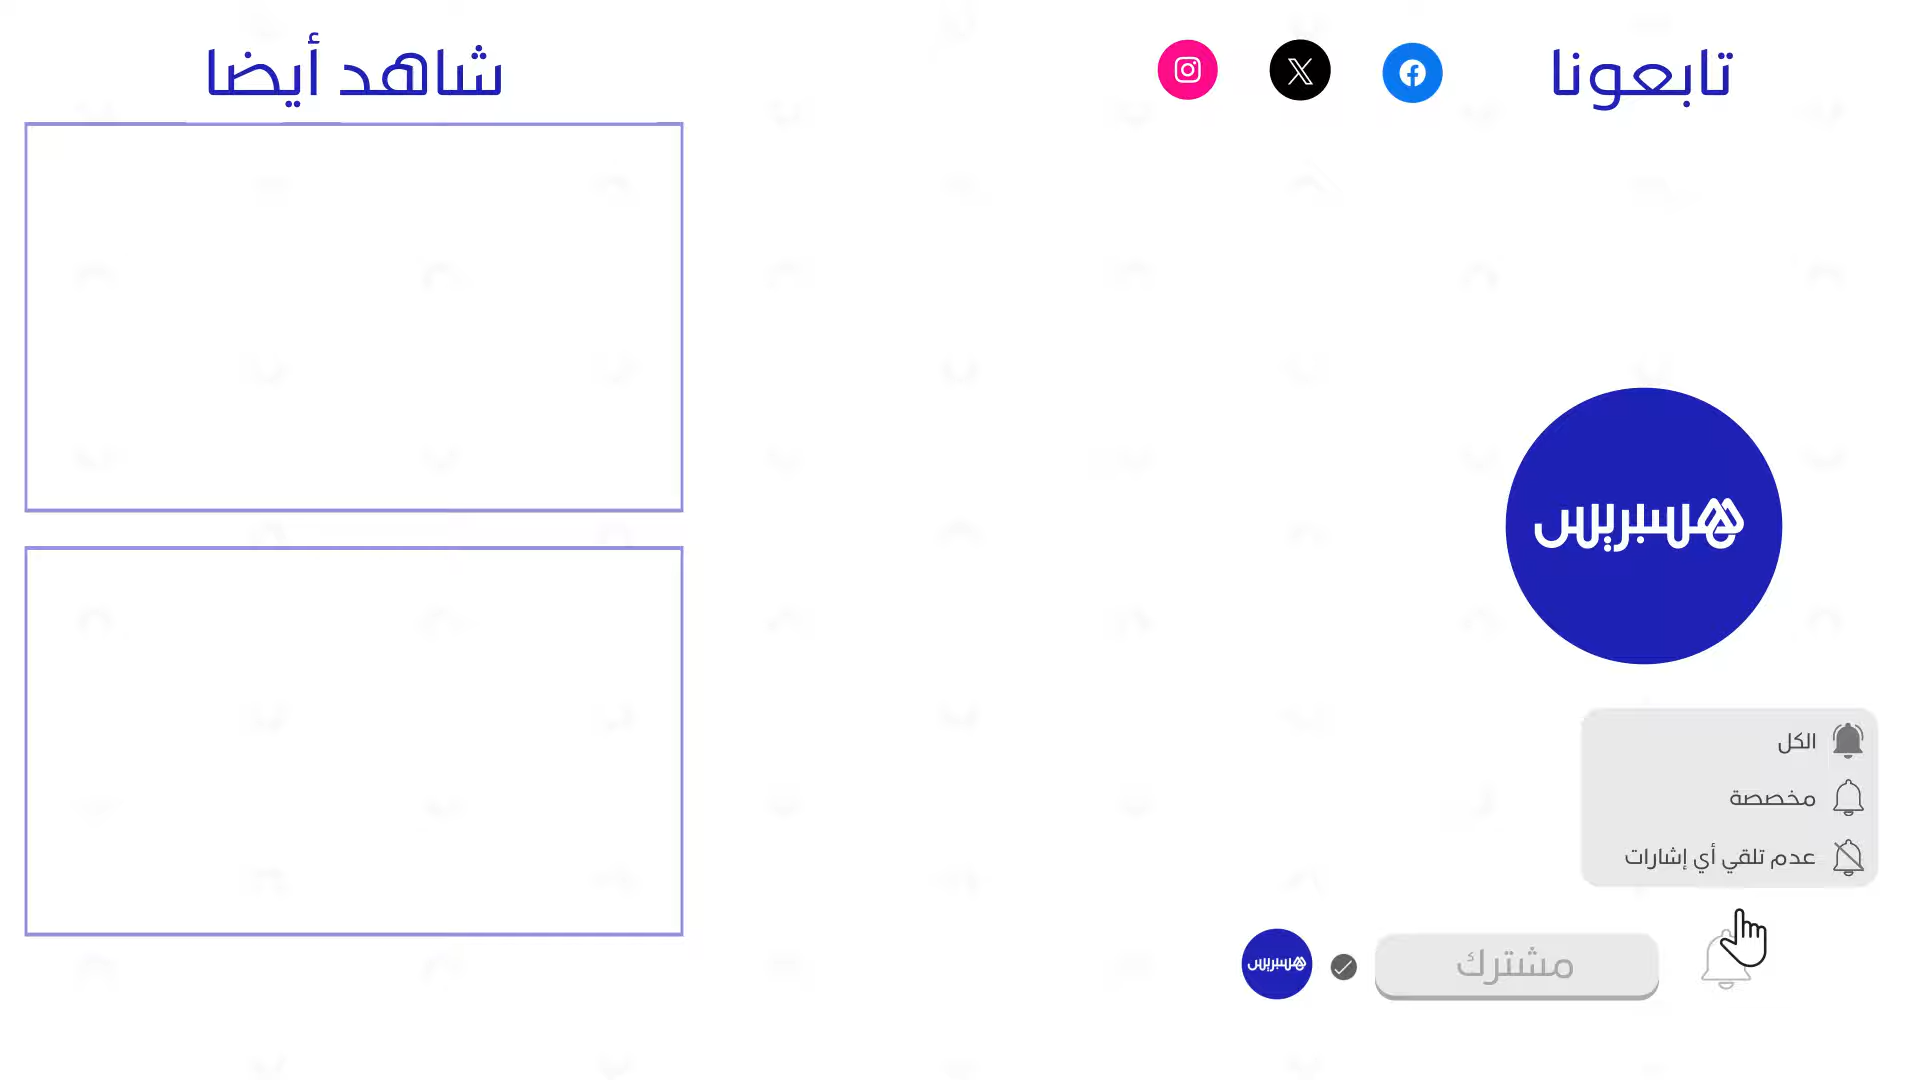 تابعونا
شاهد أيضا
هسبريس
الكل
مخصصة
عدم تلقي أي إشارات
مشترك
هسبريس